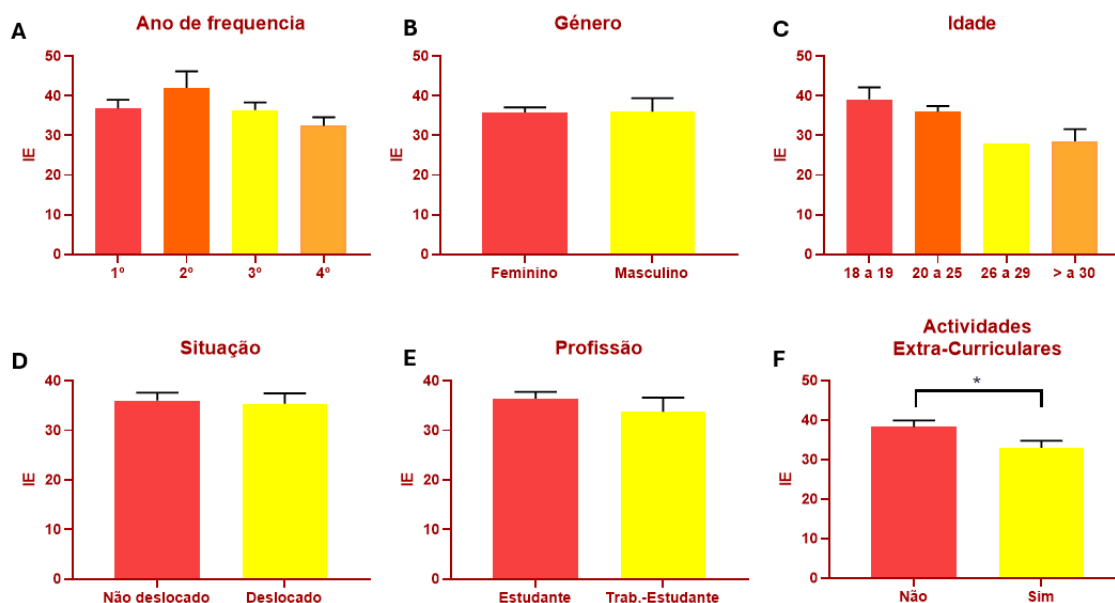 A
Ano de frequencia
IE
50
40
30
20
10
0
1º
2º
3º
4º
B
Género
IE
50
40
30
20
10
0
Feminino
Masculino
C
Idade
IE
50
40
30
20
10
0
18 a 19
20 a 25
26 a 29
> a 30
D
Situação
IE
40
30
20
10
0
Não deslocado
Deslocado
E
Profissão
IE
40
30
20
10
0
Estudante
Trab.-Estudante
F
Actividades
Extra-Curriculares
*
IE
50
40
30
20
10
0
Não
Sim